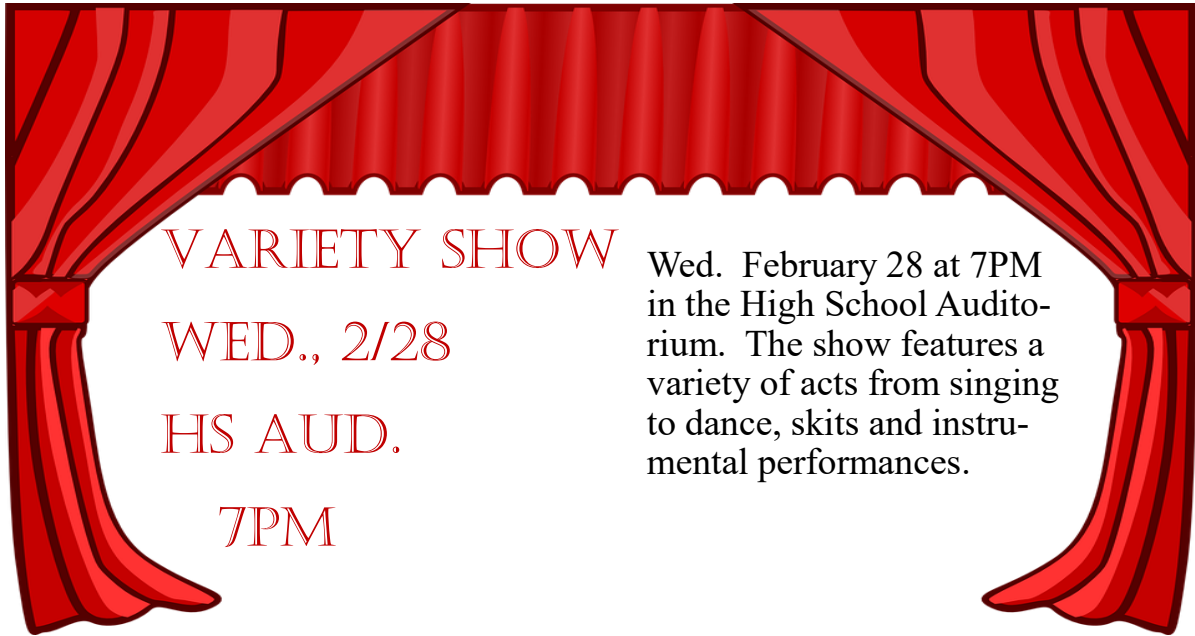 VARIETY SHOW
WED., 2/28
HS AUD.
7PM
Wed.  February 28 at 7PM
in the High School Audito-
rium.  The show features a
variety of acts from singing
to dance, skits and instru-
mental performances.